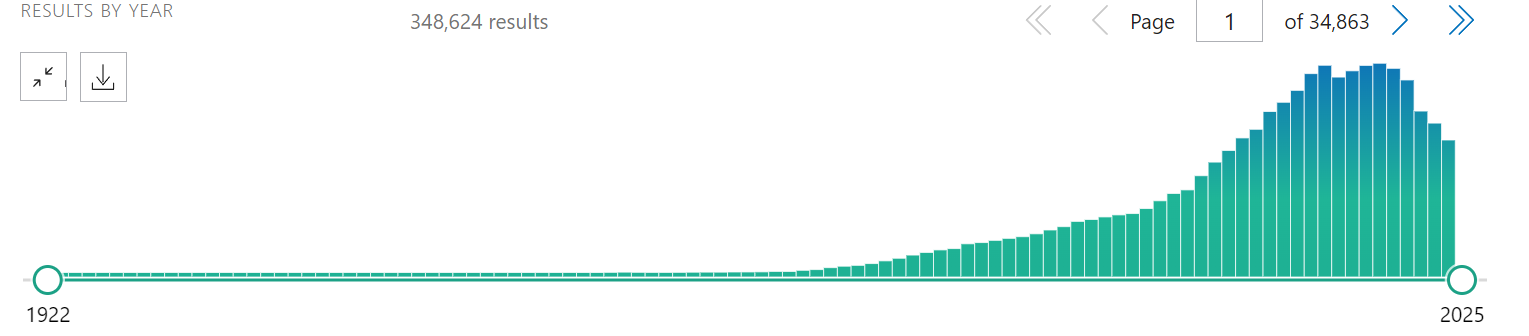 RESULTS BY YEAR
348,624 results
Page 1 of 34,863
1922
2025